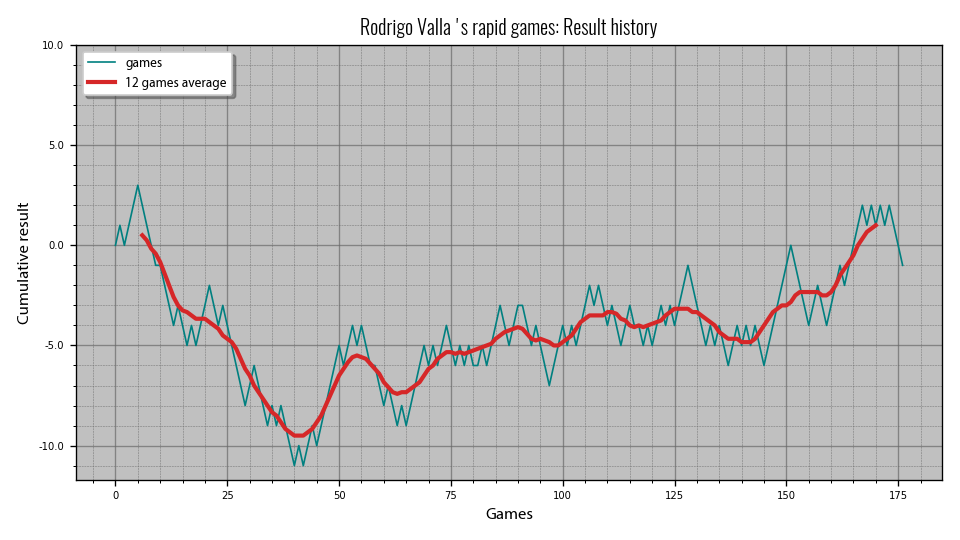 Rodrigo Valla 's rapid games: Result history
games
12 games average
10.0
5.0
0.0
-5.0
-10.0
Cumulative result
0 25 50 75 100 125 150 175
Games